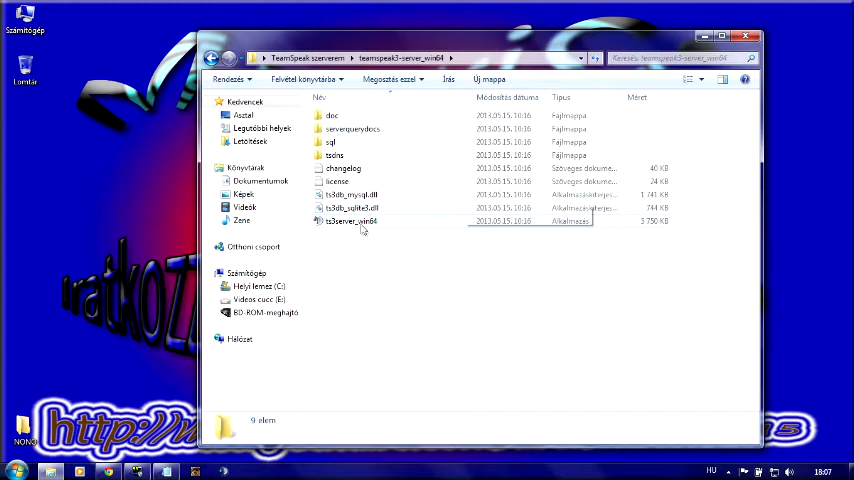 Számítógép
Lomtár
TeamSpeak szerverem ▸ teamspeak3-server_win64 ▸
Keresés: teamspeak3-server_win64
Rendezés Felvétel könyvtárba Megosztás ezzel Írás Új mappa
Név Módosítás dátuma Típus Méret
Kedvencek
Asztal
Legutóbbi helyek
Letöltések
Könyvtárak
Dokumentumok
Képek
Videók
Zene
Otthoni csoport
Számítógép
Helyi lemez (C:)
Videos cucc (E:)
BD-ROM-meghajtó
Hálózat
doc 2013.05.15. 10:16 Fájlmappa
serverquerydocs 2013.05.15. 10:16 Fájlmappa
sql 2013.05.15. 10:16 Fájlmappa
tsdns 2013.05.15. 10:16 Fájlmappa
changelog 2013.05.15. 10:16 Szöveges dokume... 40 KB
license 2013.05.15. 10:16 Szöveges dokume... 24 KB
ts3db_mysql.dll 2013.05.15. 10:16 Alkalmazáskiterjes... 1 741 KB
ts3db_sqlite3.dll 2013.05.15. 10:16 Alkalmazáskiterjes... 744 KB
ts3server_win64 2013.05.15. 10:16 Alkalmazás 5 750 KB
9 elem
iratkozz
NONO
http://
HU
18:07